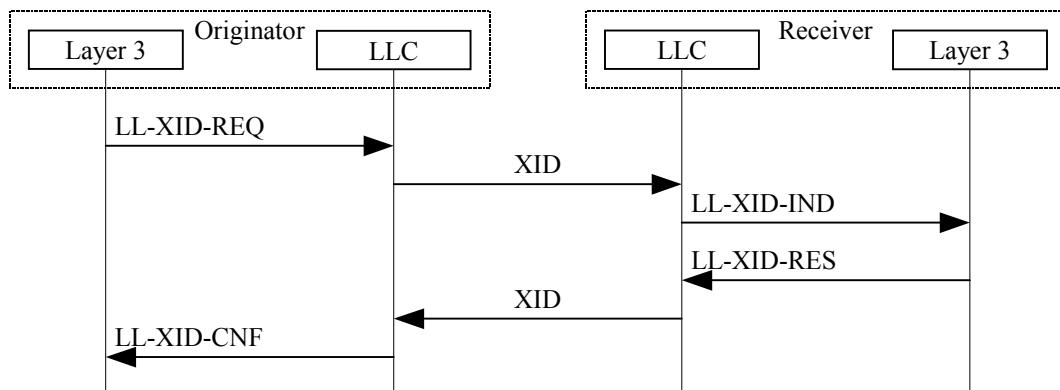 Originator
Receiver
Layer 3
LLC
LLC
Layer 3
LL-XID-REQ
XID
LL-XID-IND
LL-XID-RES
XID
LL-XID-CNF